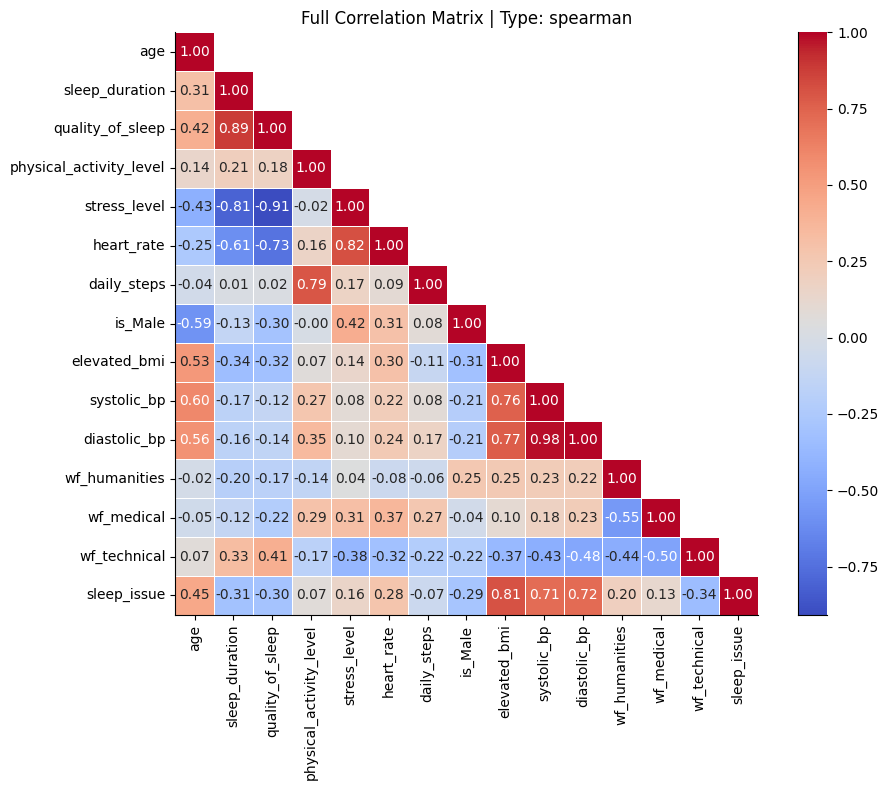 Full Correlation Matrix | Type: spearman
age 1.00
sleep_duration 0.31 1.00
quality_of_sleep 0.42 0.89 1.00
physical_activity_level 0.14 0.21 0.18 1.00
stress_level -0.43 -0.81 -0.91 -0.02 1.00
heart_rate -0.25 -0.61 -0.73 0.16 0.82 1.00
daily_steps -0.04 0.01 0.02 0.79 0.17 0.09 1.00
is_Male -0.59 -0.13 -0.30 -0.00 0.42 0.31 0.08 1.00
elevated_bmi 0.53 -0.34 -0.32 0.07 0.14 0.30 -0.11 -0.31 1.00
systolic_bp 0.60 -0.17 -0.12 0.27 0.08 0.22 0.08 -0.21 0.76 1.00
diastolic_bp 0.56 -0.16 -0.14 0.35 0.10 0.24 0.17 -0.21 0.77 0.98 1.00
wf_humanities -0.02 -0.20 -0.17 -0.14 0.04 -0.08 -0.06 0.25 0.25 0.23 0.22 1.00
wf_medical -0.05 -0.12 -0.22 0.29 0.31 0.37 0.27 -0.04 0.10 0.18 0.23 -0.55 1.00
wf_technical 0.07 0.33 0.41 -0.17 -0.38 -0.32 -0.22 -0.22 -0.37 -0.43 -0.48 -0.44 -0.50 1.00
sleep_issue 0.45 -0.31 -0.30 0.07 0.16 0.28 -0.07 -0.29 0.81 0.71 0.72 0.20 0.13 -0.34 1.00
age
sleep_duration
quality_of_sleep
physical_activity_level
stress_level
heart_rate
daily_steps
is_Male
elevated_bmi
systolic_bp
diastolic_bp
wf_humanities
wf_medical
wf_technical
sleep_issue
1.00
0.75
0.50
0.25
0.00
−0.25
−0.50
−0.75